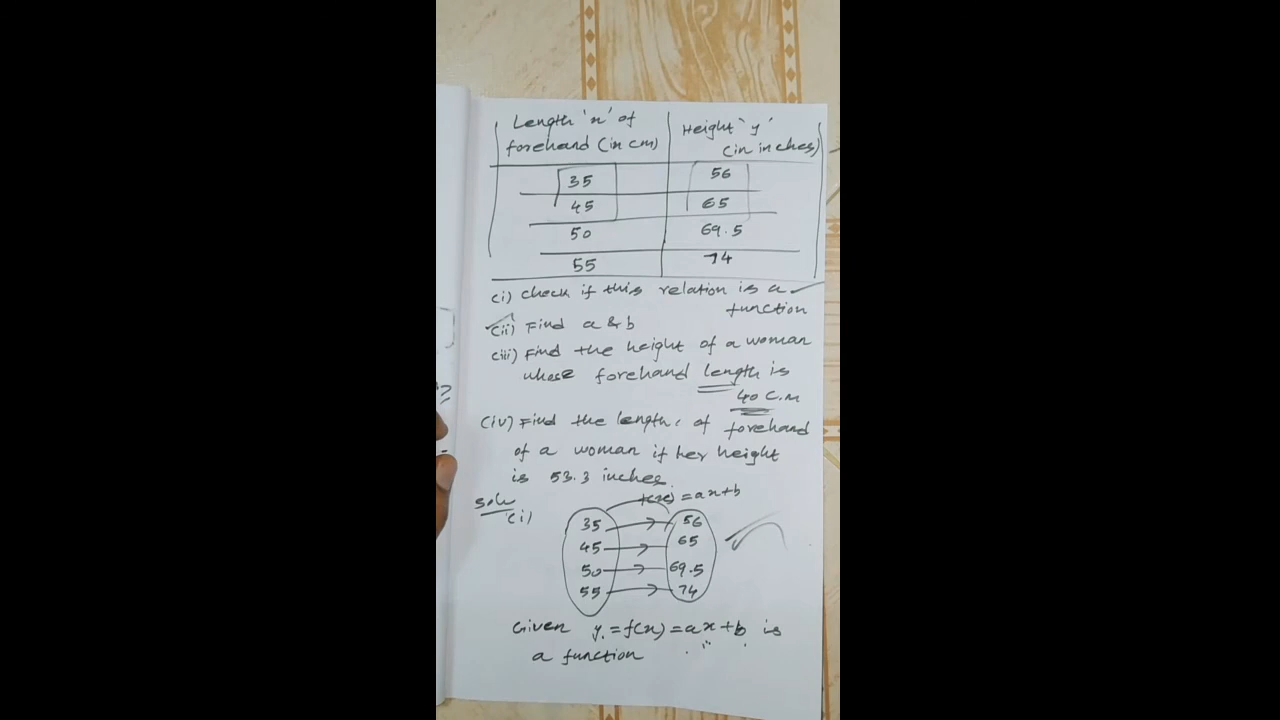 Length 'x' of forehand (in cm) Height 'y' (in inches)
35 56
45 65
50 69.5
55 74
(i) check if this relation is a function
(ii) Find a & b
(iii) Find the height of a woman
whose forehand length is
40 C.M
(iv) Find the length of forehand
of a woman if her height
is 53.3 inches
Soln
(i)
f(x) = ax+b
35 56
45 65
50 69.5
55 74
Given y = f(x) = ax+b is
a function